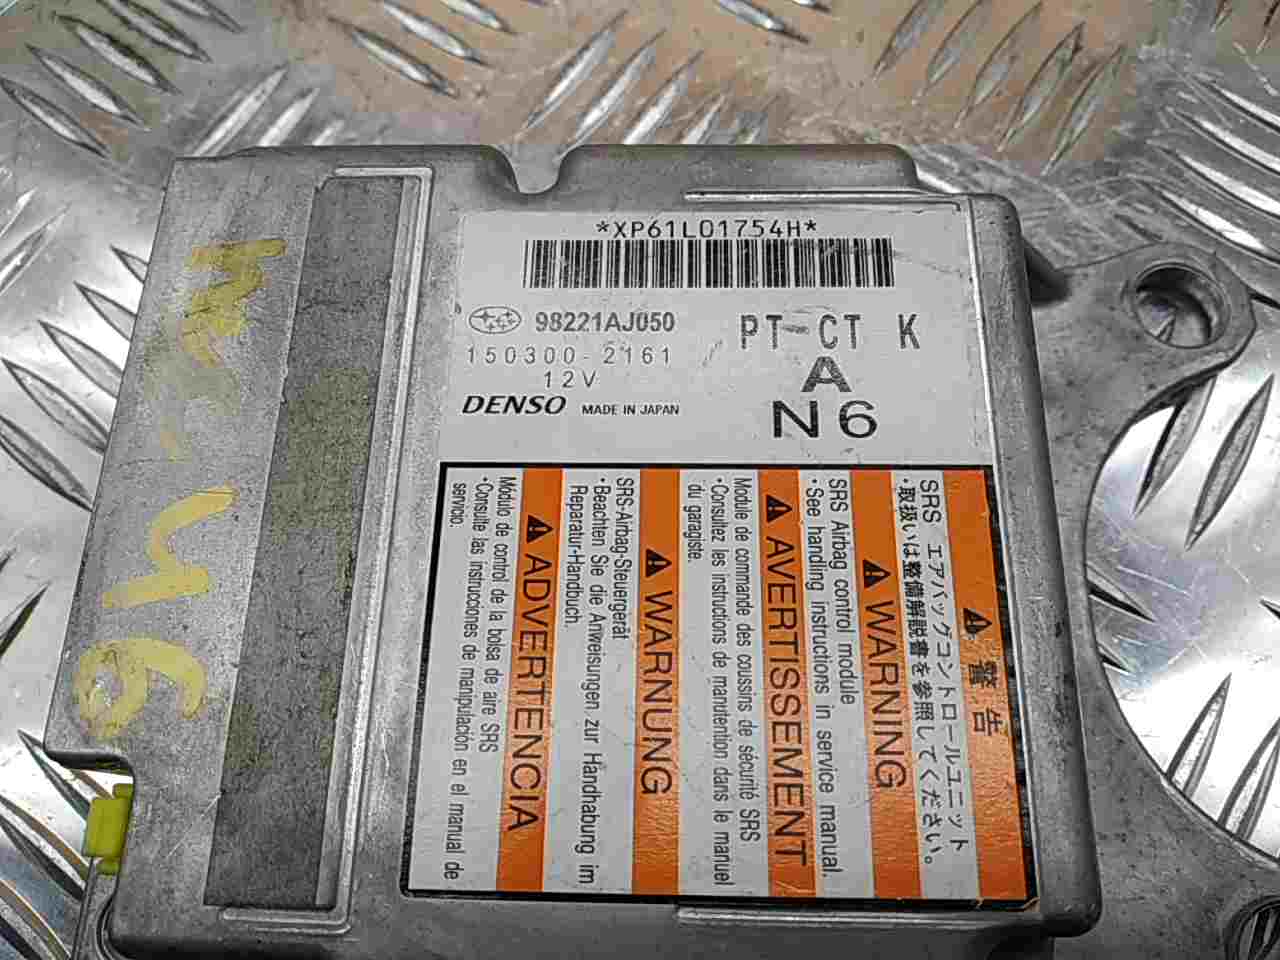 *XP61L01754H*
98221AJ050
150300-2161
12V
DENSO MADE IN JAPAN
PT-CT K
A
N6
警告
SRS エアバッグコントロールユニット
・取扱いは整備解説書を参照してください。
WARNING
SRS Airbag control module
・See handling instructions in service manual.
AVERTISSEMENT
Module de commande des coussins de sécurité SRS
・Consultez les instructions de manutention dans le manuel
du garagiste.
WARNUNG
SRS-Airbag-Steuergerät
・Beachten Sie die Anweisungen zur Handhabung im
Reparatur-Handbuch.
ADVERTENCIA
Módulo de control de la bolsa de aire SRS
・Consulte las instrucciones de manipulación en el manual de
servicio.